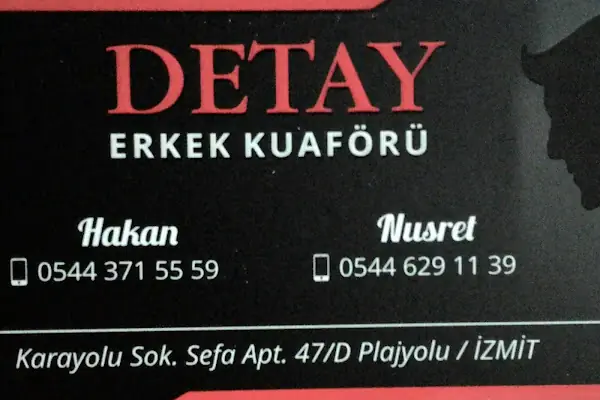 DETAY
ERKEK KUAFÖRÜ
Hakan Nusret
0544 371 55 59 0544 629 11 39
Karayolu Sok. Sefa Apt. 47/D Plajyolu / İZMİT